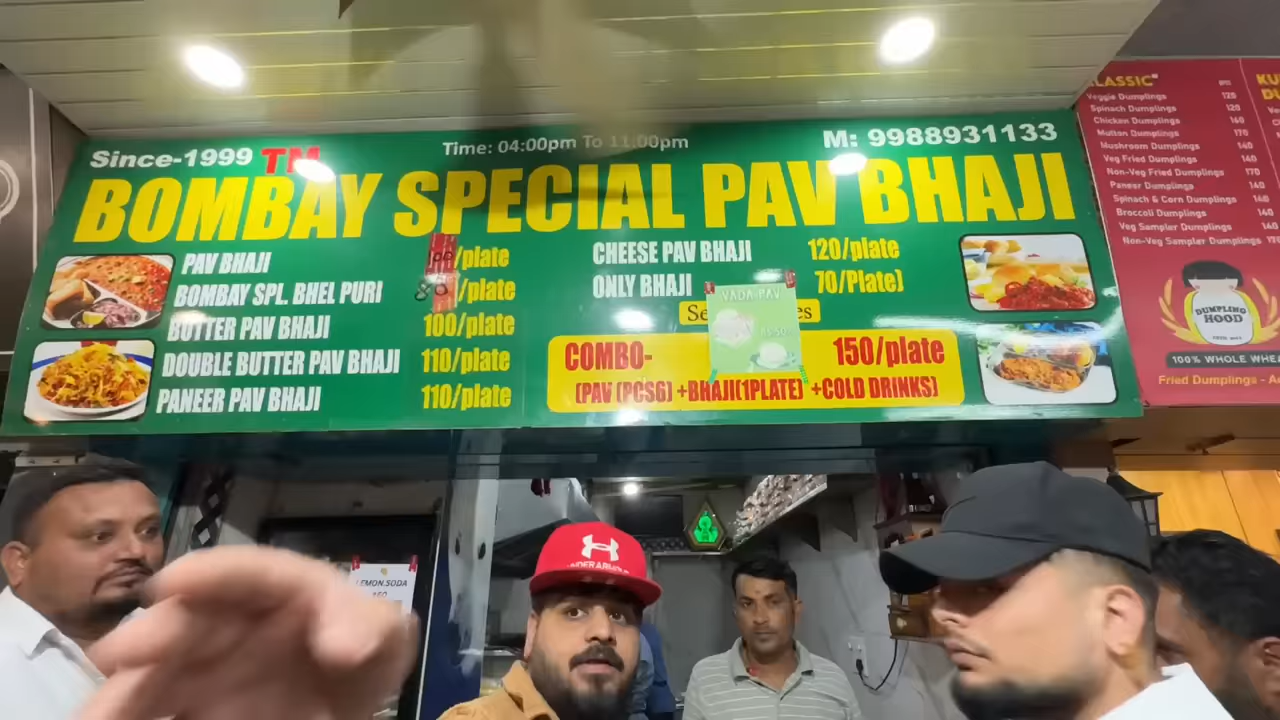 Since-1999 TM
Time: 04:00pm To 11:00pm
M: 9988931133
BOMBAY SPECIAL PAV BHAJI
PAV BHAJI /plate
BOMBAY SPL. BHEL PURI /plate
BUTTER PAV BHAJI 100/plate
DOUBLE BUTTER PAV BHAJI 110/plate
PANEER PAV BHAJI 110/plate
CHEESE PAV BHAJI 120/plate
ONLY BHAJI 70/Plate)
VADA PAV
COMBO- 150/plate
(PAV (PCS6) +BHAJI(1PLATE) +COLD DRINKS)
Veggie Dumplings 120
Spinach Dumplings 120
Chicken Dumplings 160
Mutton Dumplings 170
Mushroom Dumplings 140
Veg Fried Dumplings 140
Non-Veg Fried Dumplings 170
Paneer Dumplings 140
Spinach & Corn Dumplings 140
Broccoli Dumplings 140
Veg Sampler Dumplings 140
Non-Veg Sampler Dumplings
DUMPLING
HOOD
100% WHOLE
Fried Dumplings -
LEMON.SODA
UNDER ARMOUR